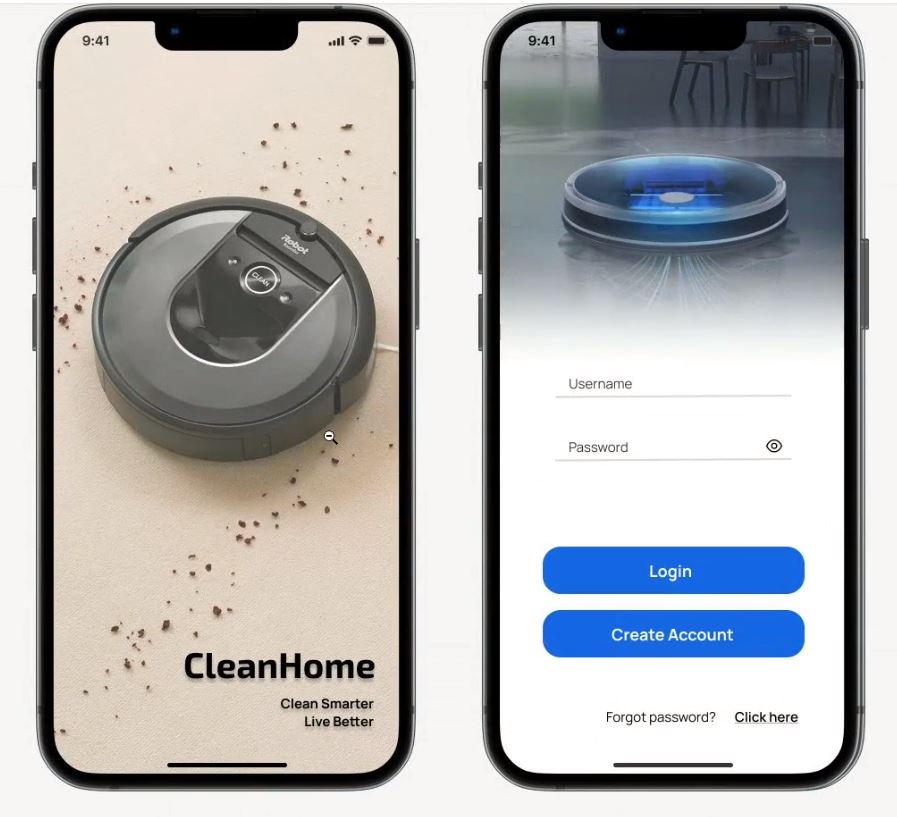 9:41
iRobot
CLEAN
CleanHome
Clean Smarter
Live Better
9:41
Username
Password
Login
Create Account
Forgot password? Click here